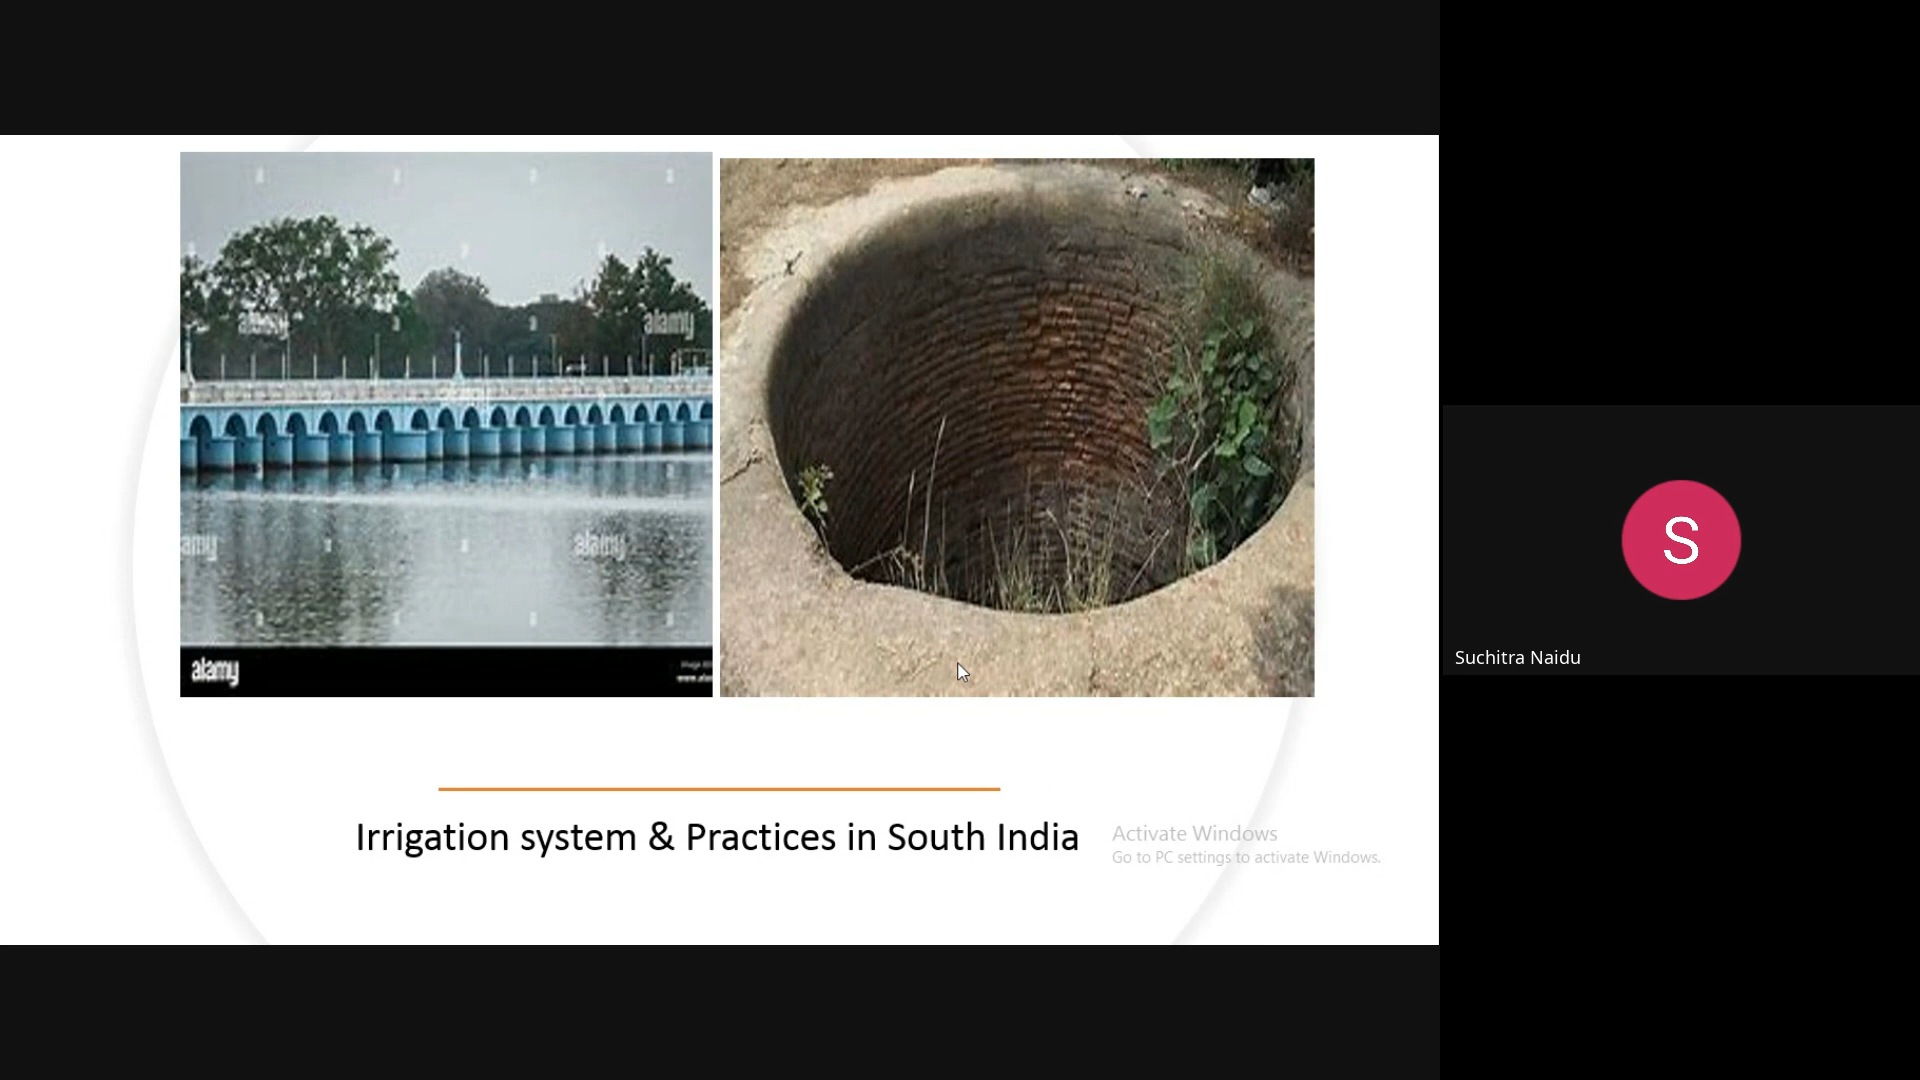 alamy
alamy
alamy
alamy
alamy
Irrigation system & Practices in South India
Activate Windows
Go to PC settings to activate Windows.
S
Suchitra Naidu